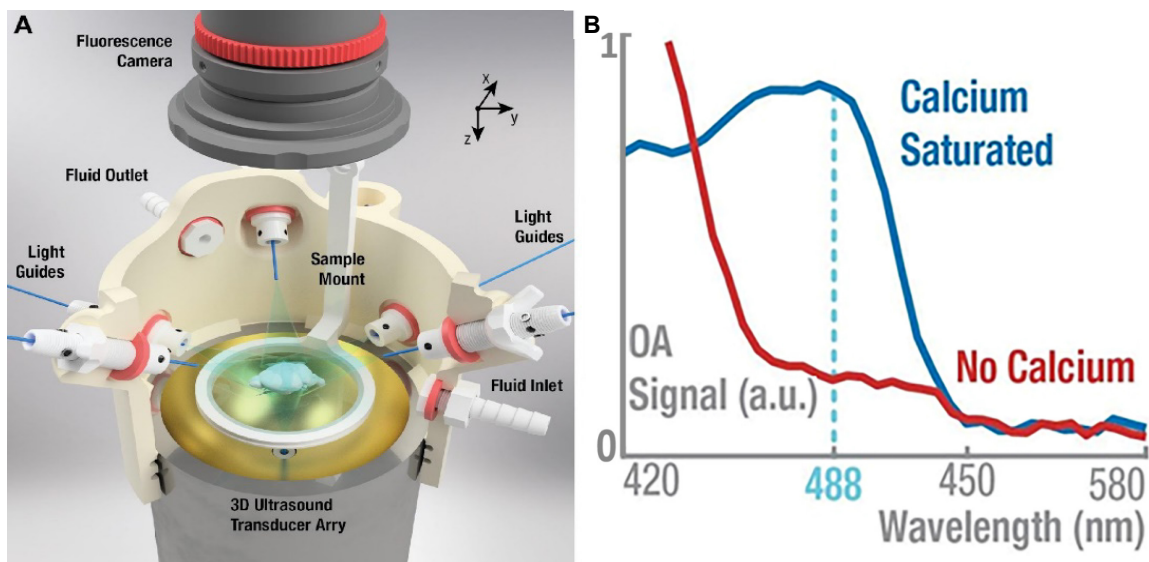 A
Fluorescence
Camera
x
y
z
Fluid Outlet
Light
Guides
Light
Guides
Sample
Mount
Fluid Inlet
3D Ultrasound
Transducer Arry
B
1
Calcium
Saturated
OA
Signal (a.u.)
No Calcium
0
420
488
450
580
Wavelength (nm)